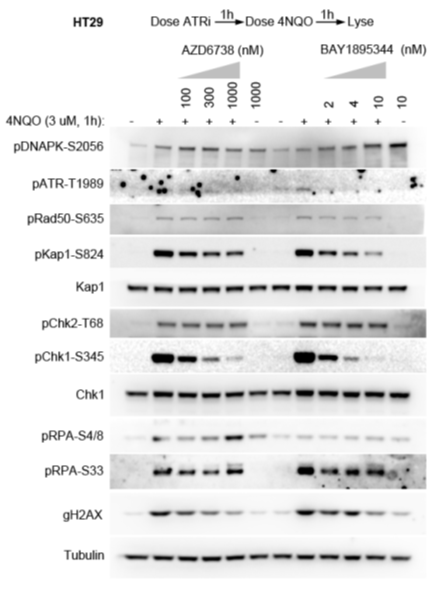 HT29 Dose ATRi 1h Dose 4NQO 1h Lyse
AZD6738 (nM) BAY1895344 (nM)
100 300 1000 1000 2 4 10 10
4NQO (3 uM, 1h): - + + + + - - + + + + -
pDNAPK-S2056
pATR-T1989
pRad50-S635
pKap1-S824
Kap1
pChk2-T68
pChk1-S345
Chk1
pRPA-S4/8
pRPA-S33
gH2AX
Tubulin